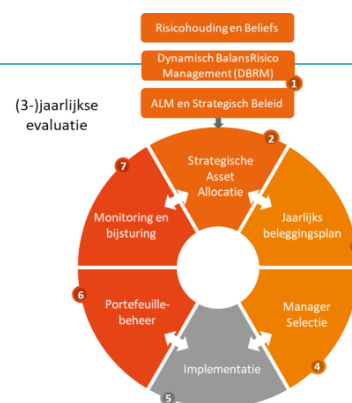 Risicohouding en Beliefs
Dynamisch BalansRisico
Management (DBRM)
1
ALM en Strategisch Beleid
(3-)jaarlijkse
evaluatie
2
Strategische
Asset
Allocatie
7
Monitoring en
bijsturing
Jaarlijks
beleggingsplan
6
Portefeuille-
beheer
Manager
Selectie
4
Implementatie
5